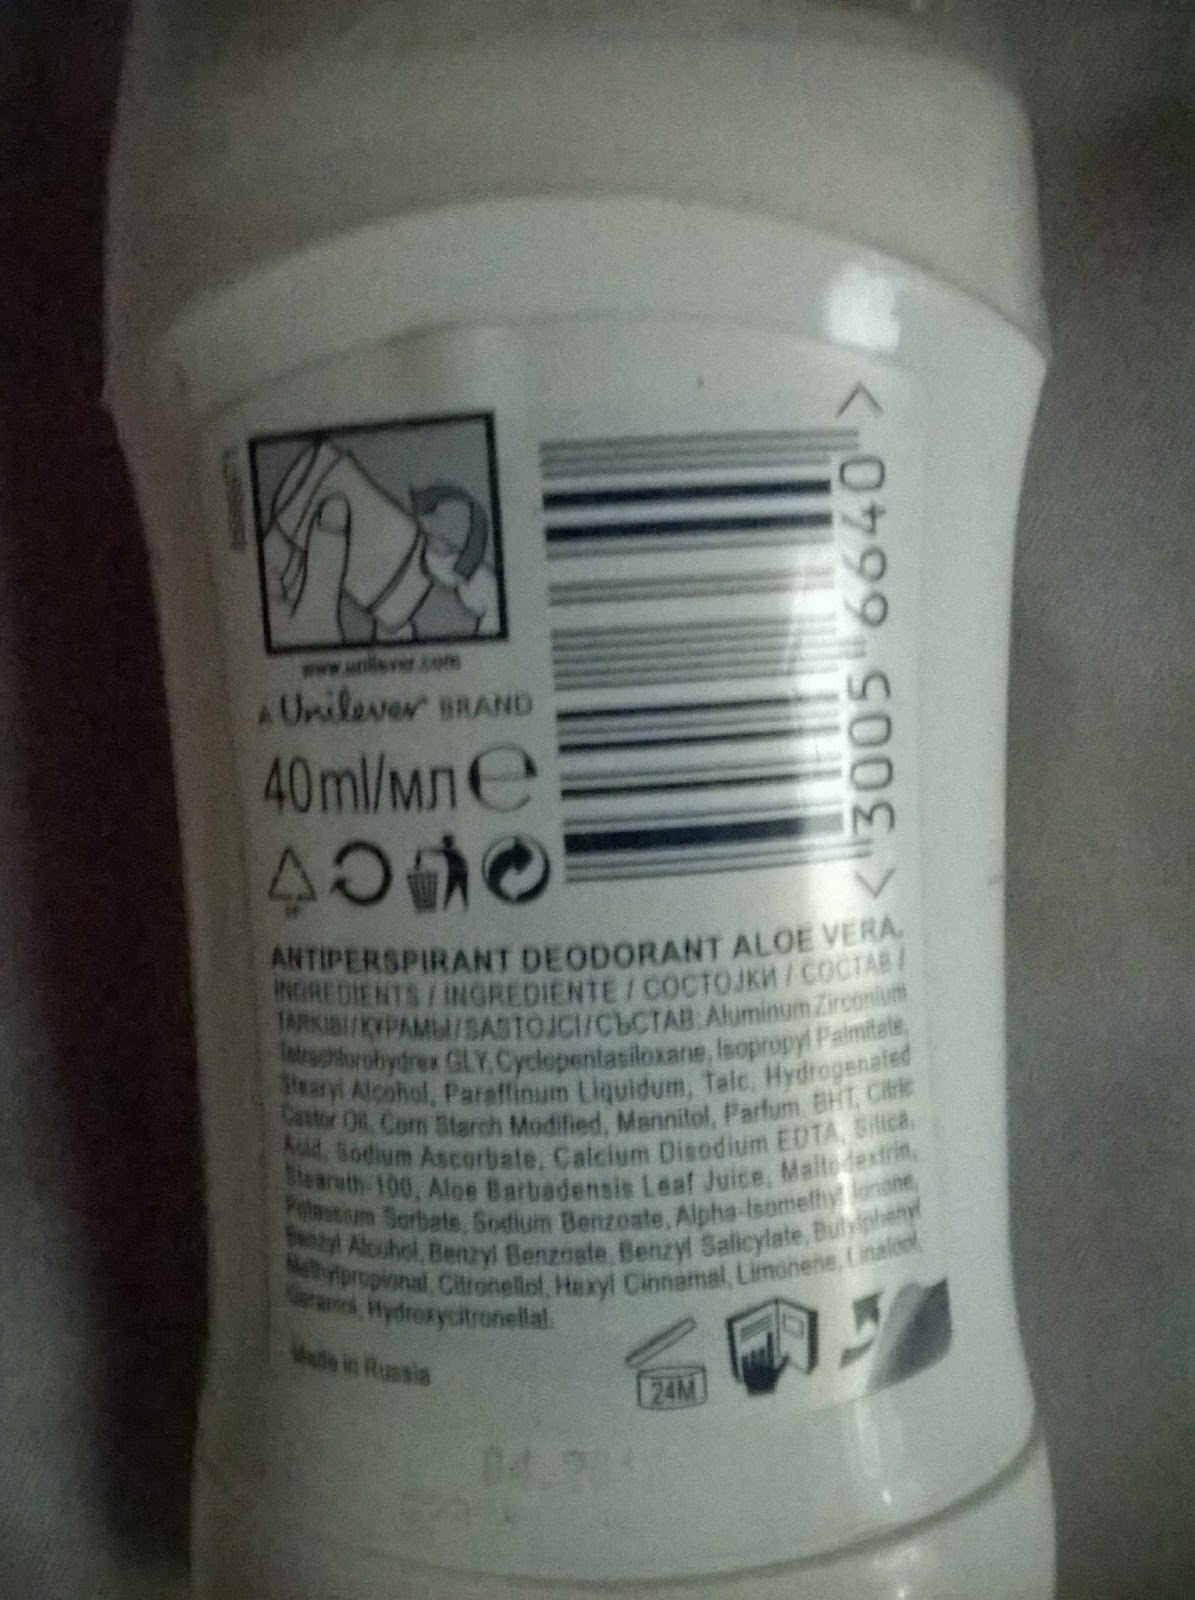 www.unilever.com
A Unilever BRAND
40ml/мл e
PP
< 3005 6640 >
ANTIPERSPIRANT DEODORANT ALOE VERA.
INGREDIENTS / INGREDIENTE / СОСТОЈКИ / СОСТАВ /
TARKIBI / ҚҰРАМЫ / SASTOJCI / СЪСТАВ: Aluminum Zirconium
Tetrachlorohydrex GLY, Cyclopentasiloxane, Isopropyl Palmitate,
Stearyl Alcohol, Paraffinum Liquidum, Talc, Hydrogenated
Castor Oil, Corn Starch Modified, Mannitol, Parfum, BHT, Citric
Acid, Sodium Ascorbate, Calcium Disodium EDTA, Silica,
Steareth-100, Aloe Barbadensis Leaf Juice, Maltodextrin,
Potassium Sorbate, Sodium Benzoate, Alpha-Isomethyl Ionone,
Benzyl Alcohol, Benzyl Benzoate, Benzyl Salicylate, Butylphenyl
Methylpropional, Citronellol, Hexyl Cinnamal, Limonene, Linalool,
Geraniol, Hydroxycitronellal.
24M
Made in Russia